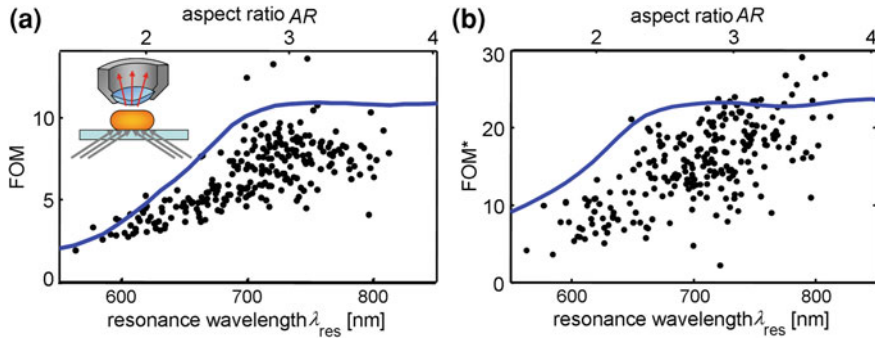 (a)
aspect ratio AR
2 3 4
FOM
10
5
0
600 700 800
resonance wavelength λres [nm]
(b)
aspect ratio AR
2 3 4
FOM*
30
20
10
0
600 700 800
resonance wavelength λres [nm]